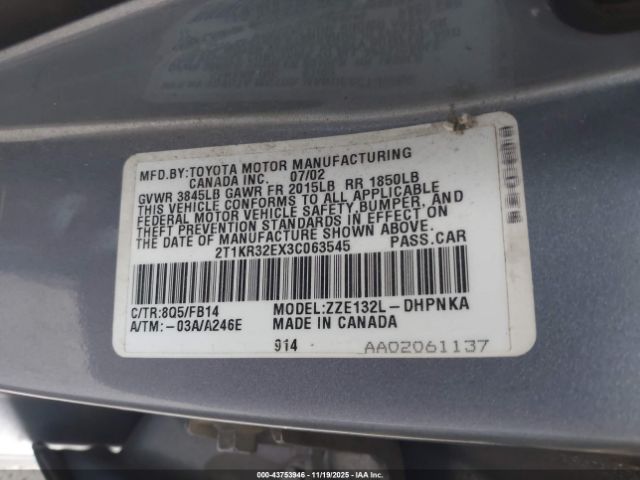 MFD.BY:TOYOTA MOTOR MANUFACTURING
CANADA INC. 07/02
GVWR 3845LB GAWR FR 2015LB RR 1850LB
THIS VEHICLE CONFORMS TO ALL APPLICABLE
FEDERAL MOTOR VEHICLE SAFETY, BUMPER, AND
THEFT PREVENTION STANDARDS IN EFFECT ON
THE DATE OF MANUFACTURE SHOWN ABOVE.
2T1KR32EX3C063545 PASS.CAR
C/TR:8Q5/FB14 MODEL:ZZE132L-DHPNKA
A/TM:-03A/A246E MADE IN CANADA
914 AA02061137
000-43753946 - 11/19/2025 - IAAI.COM